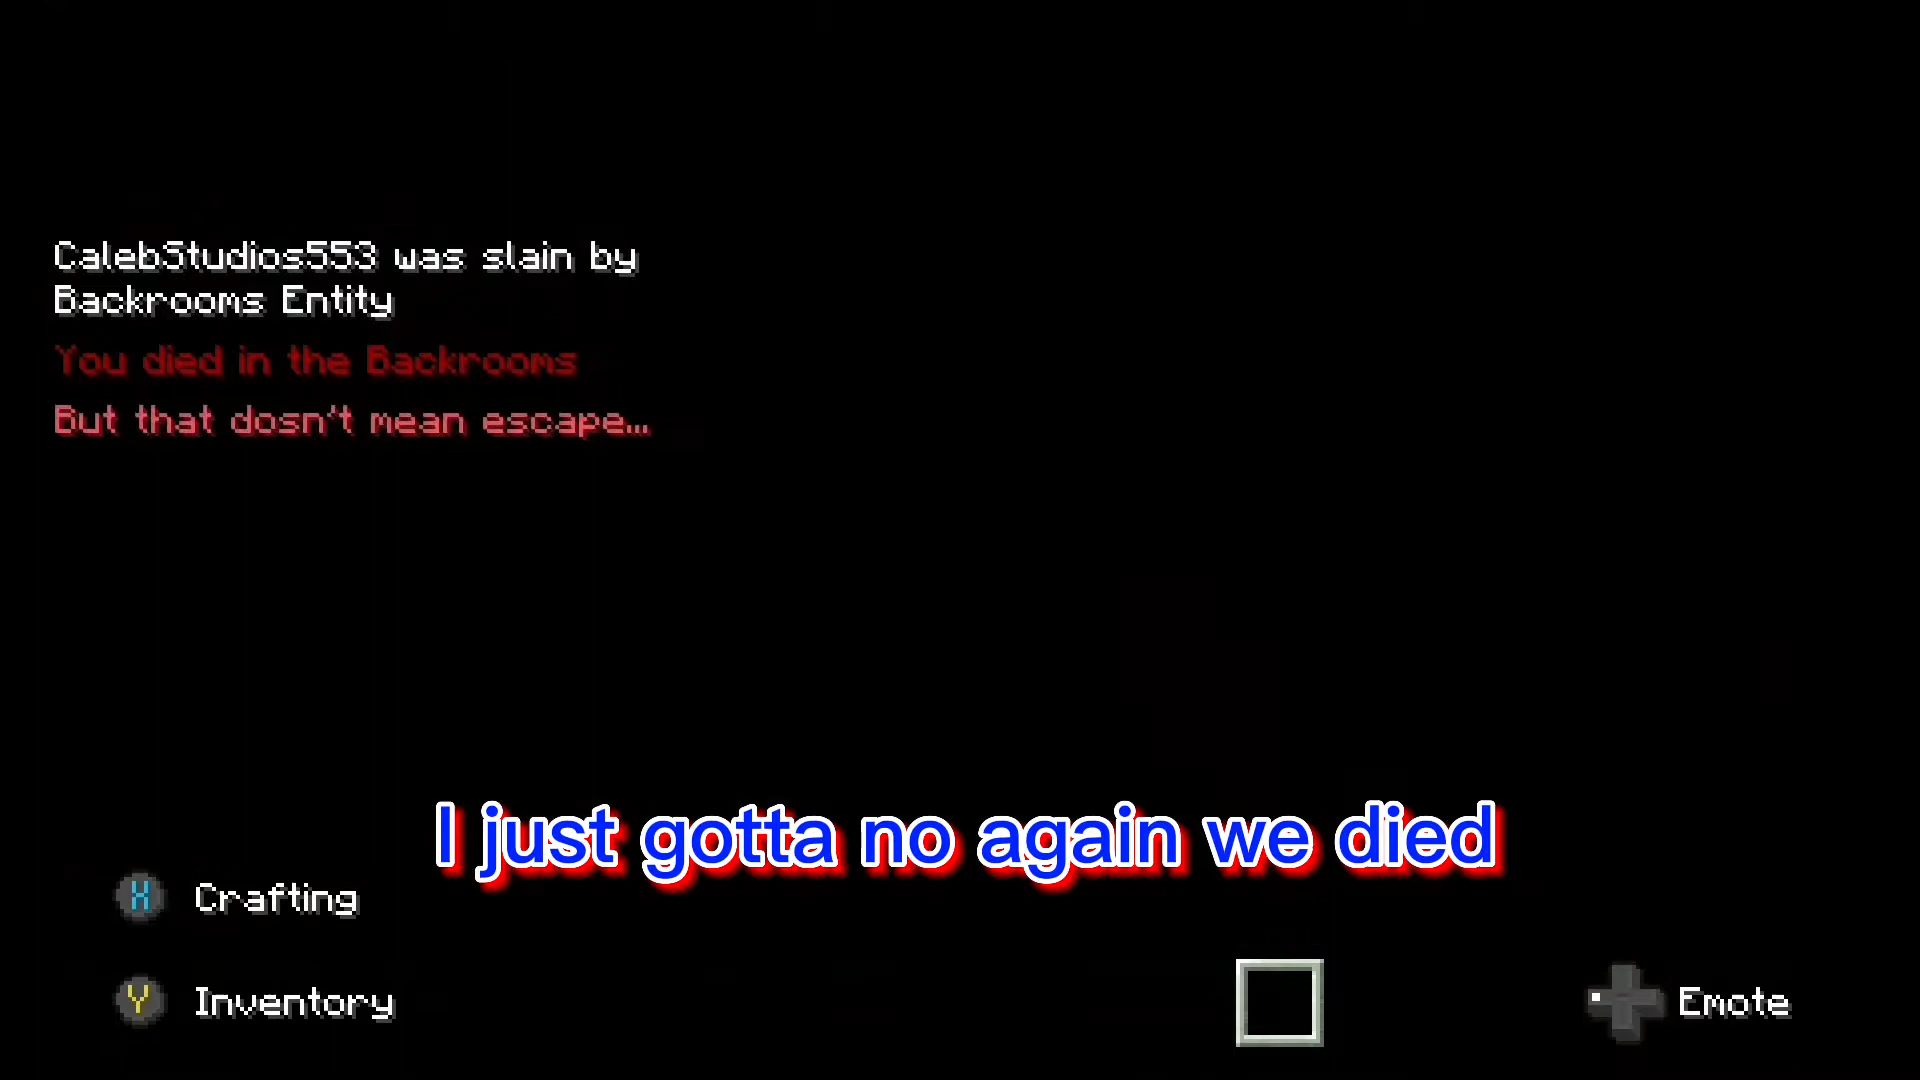 CalebStudios553 was slain by
Backrooms Entity
You died in the Backrooms
But that dosn't mean escape...
I just gotta no again we died
X Crafting
Y Inventory
Emote